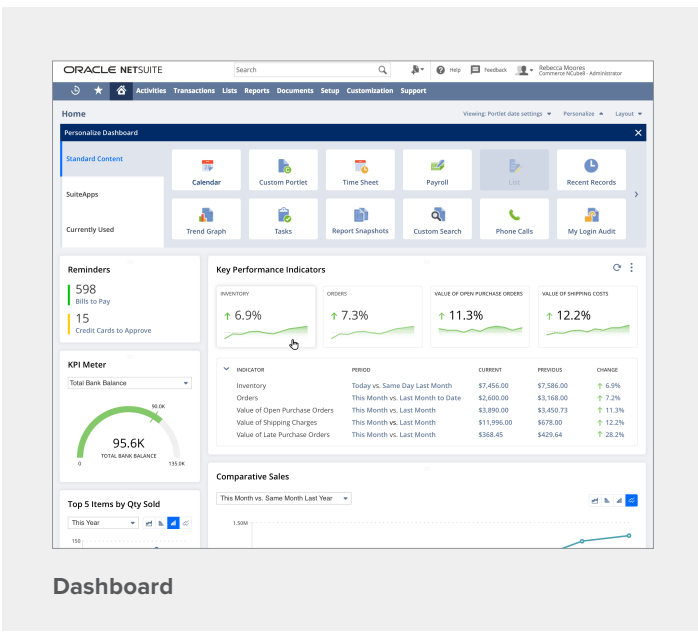 ORACLE NETSUITE
Search
Help
Feedback
Rebecca Moores
Commerce NCube8 - Administrator
Activities Transactions Lists Reports Documents Setup Customization Support
Home
Viewing: Portlet date settings
Personalize
Layout
Personalize Dashboard
Standard Content
SuiteApps
Currently Used
Calendar
Custom Portlet
Time Sheet
Payroll
List
Recent Records
Trend Graph
Tasks
Report Snapshots
Custom Search
Phone Calls
My Login Audit
Reminders
598
Bills to Pay
15
Credit Cards to Approve
KPI Meter
Total Bank Balance
90.0K
95.6K
TOTAL BANK BALANCE
0
135.0K
Top 5 Items by Qty Sold
This Year
150
Key Performance Indicators
INVENTORY
6.9%
ORDERS
7.3%
VALUE OF OPEN PURCHASE ORDERS
11.3%
VALUE OF SHIPPING COSTS
12.2%
INDICATOR PERIOD CURRENT PREVIOUS CHANGE
Inventory Today vs. Same Day Last Month $7,456.00 $7,586.00 ↑ 6.9%
Orders This Month vs. Last Month to Date $2,600.00 $3,168.00 ↑ 7.2%
Value of Open Purchase Orders This Month vs. Last Month $3,890.00 $3,450.73 ↑ 11.3%
Value of Shipping Charges This Month vs. Last Month $11,996.00 $678.00 ↑ 12.2%
Value of Late Purchase Orders This Month vs. Last Month $368.45 $429.64 ↑ 28.2%
Comparative Sales
This Month vs. Same Month Last Year
1.50M
Dashboard